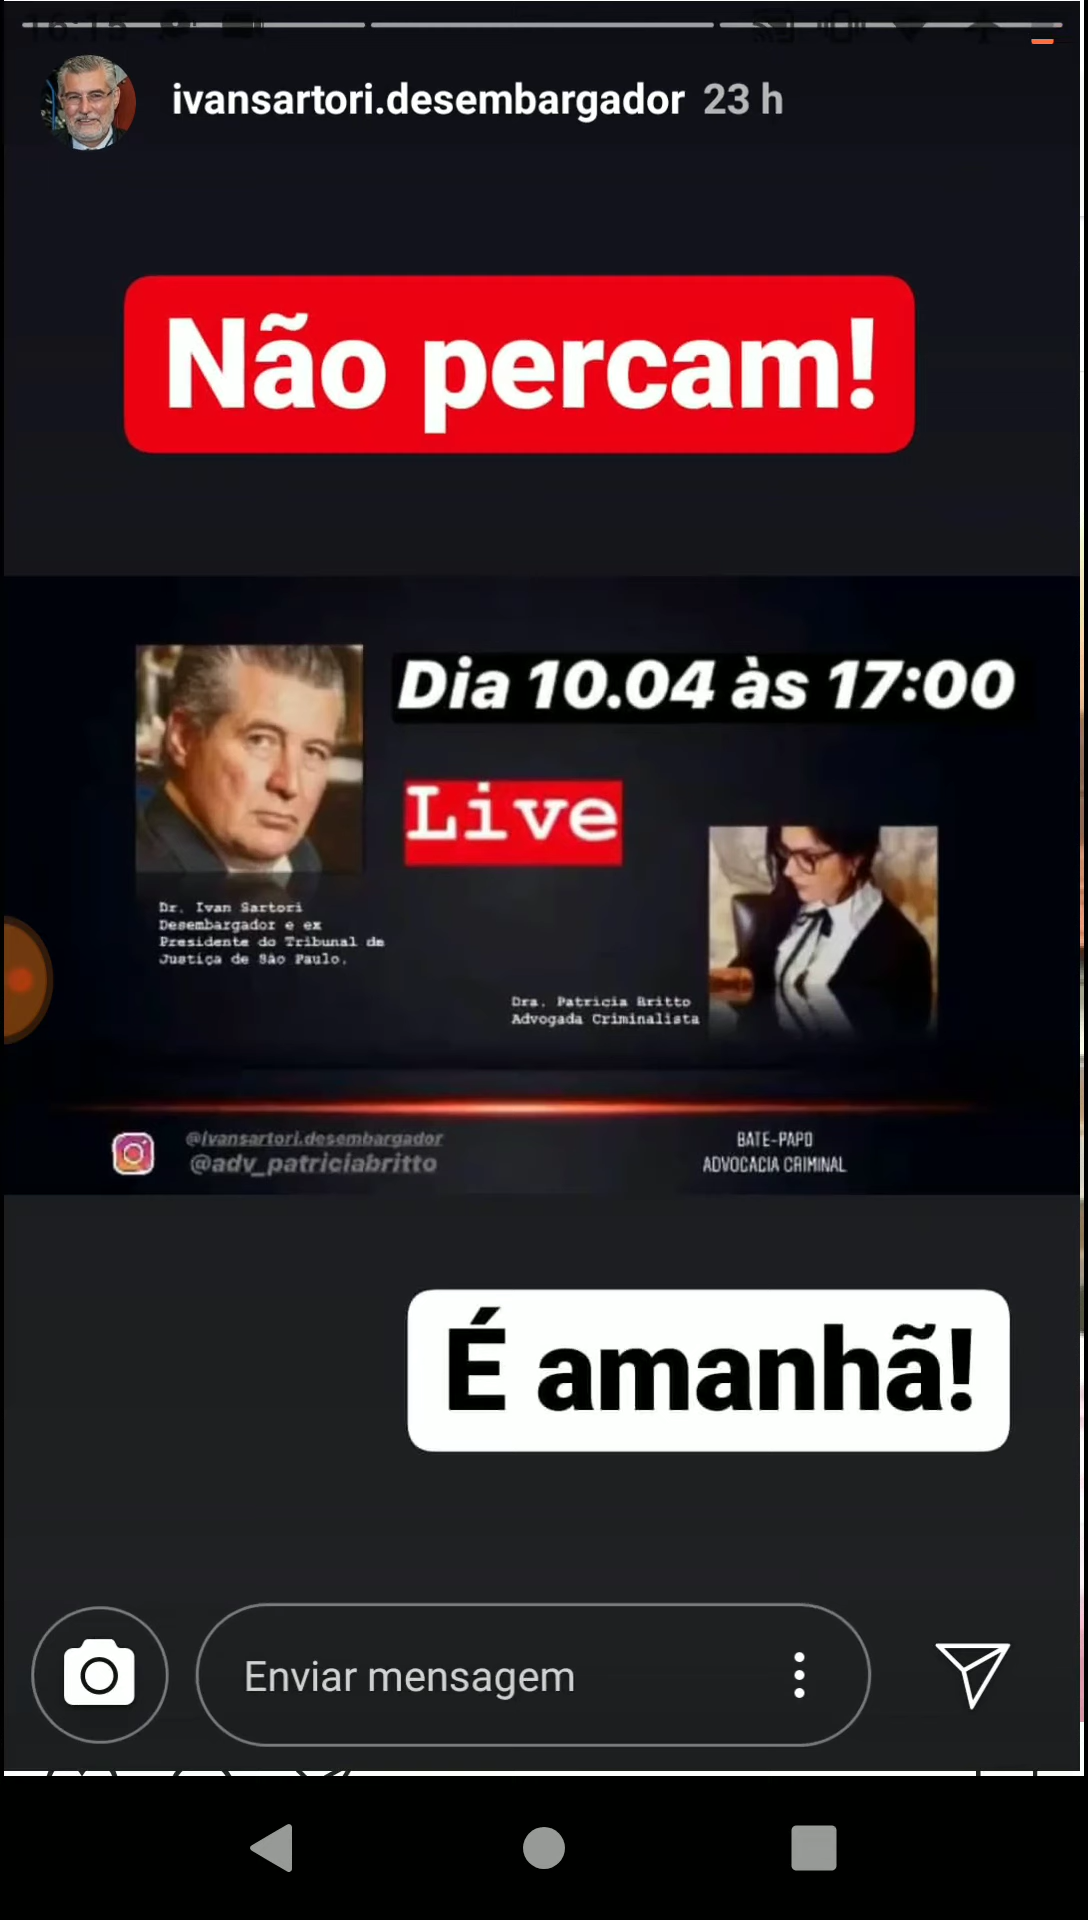 16:15
ivansartori.desembargador 23 h
Não percam!
Dia 10.04 às 17:00
Live
Dr. Ivan Sartori
Desembargador e ex
Presidente do Tribunal de
Justiça de São Paulo.
Dra. Patricia Britto
Advogada Criminalista
@ivansartori.desembargador
@adv_patriciabritto
BATE-PAPO
ADVOCACIA CRIMINAL
É amanhã!
Enviar mensagem